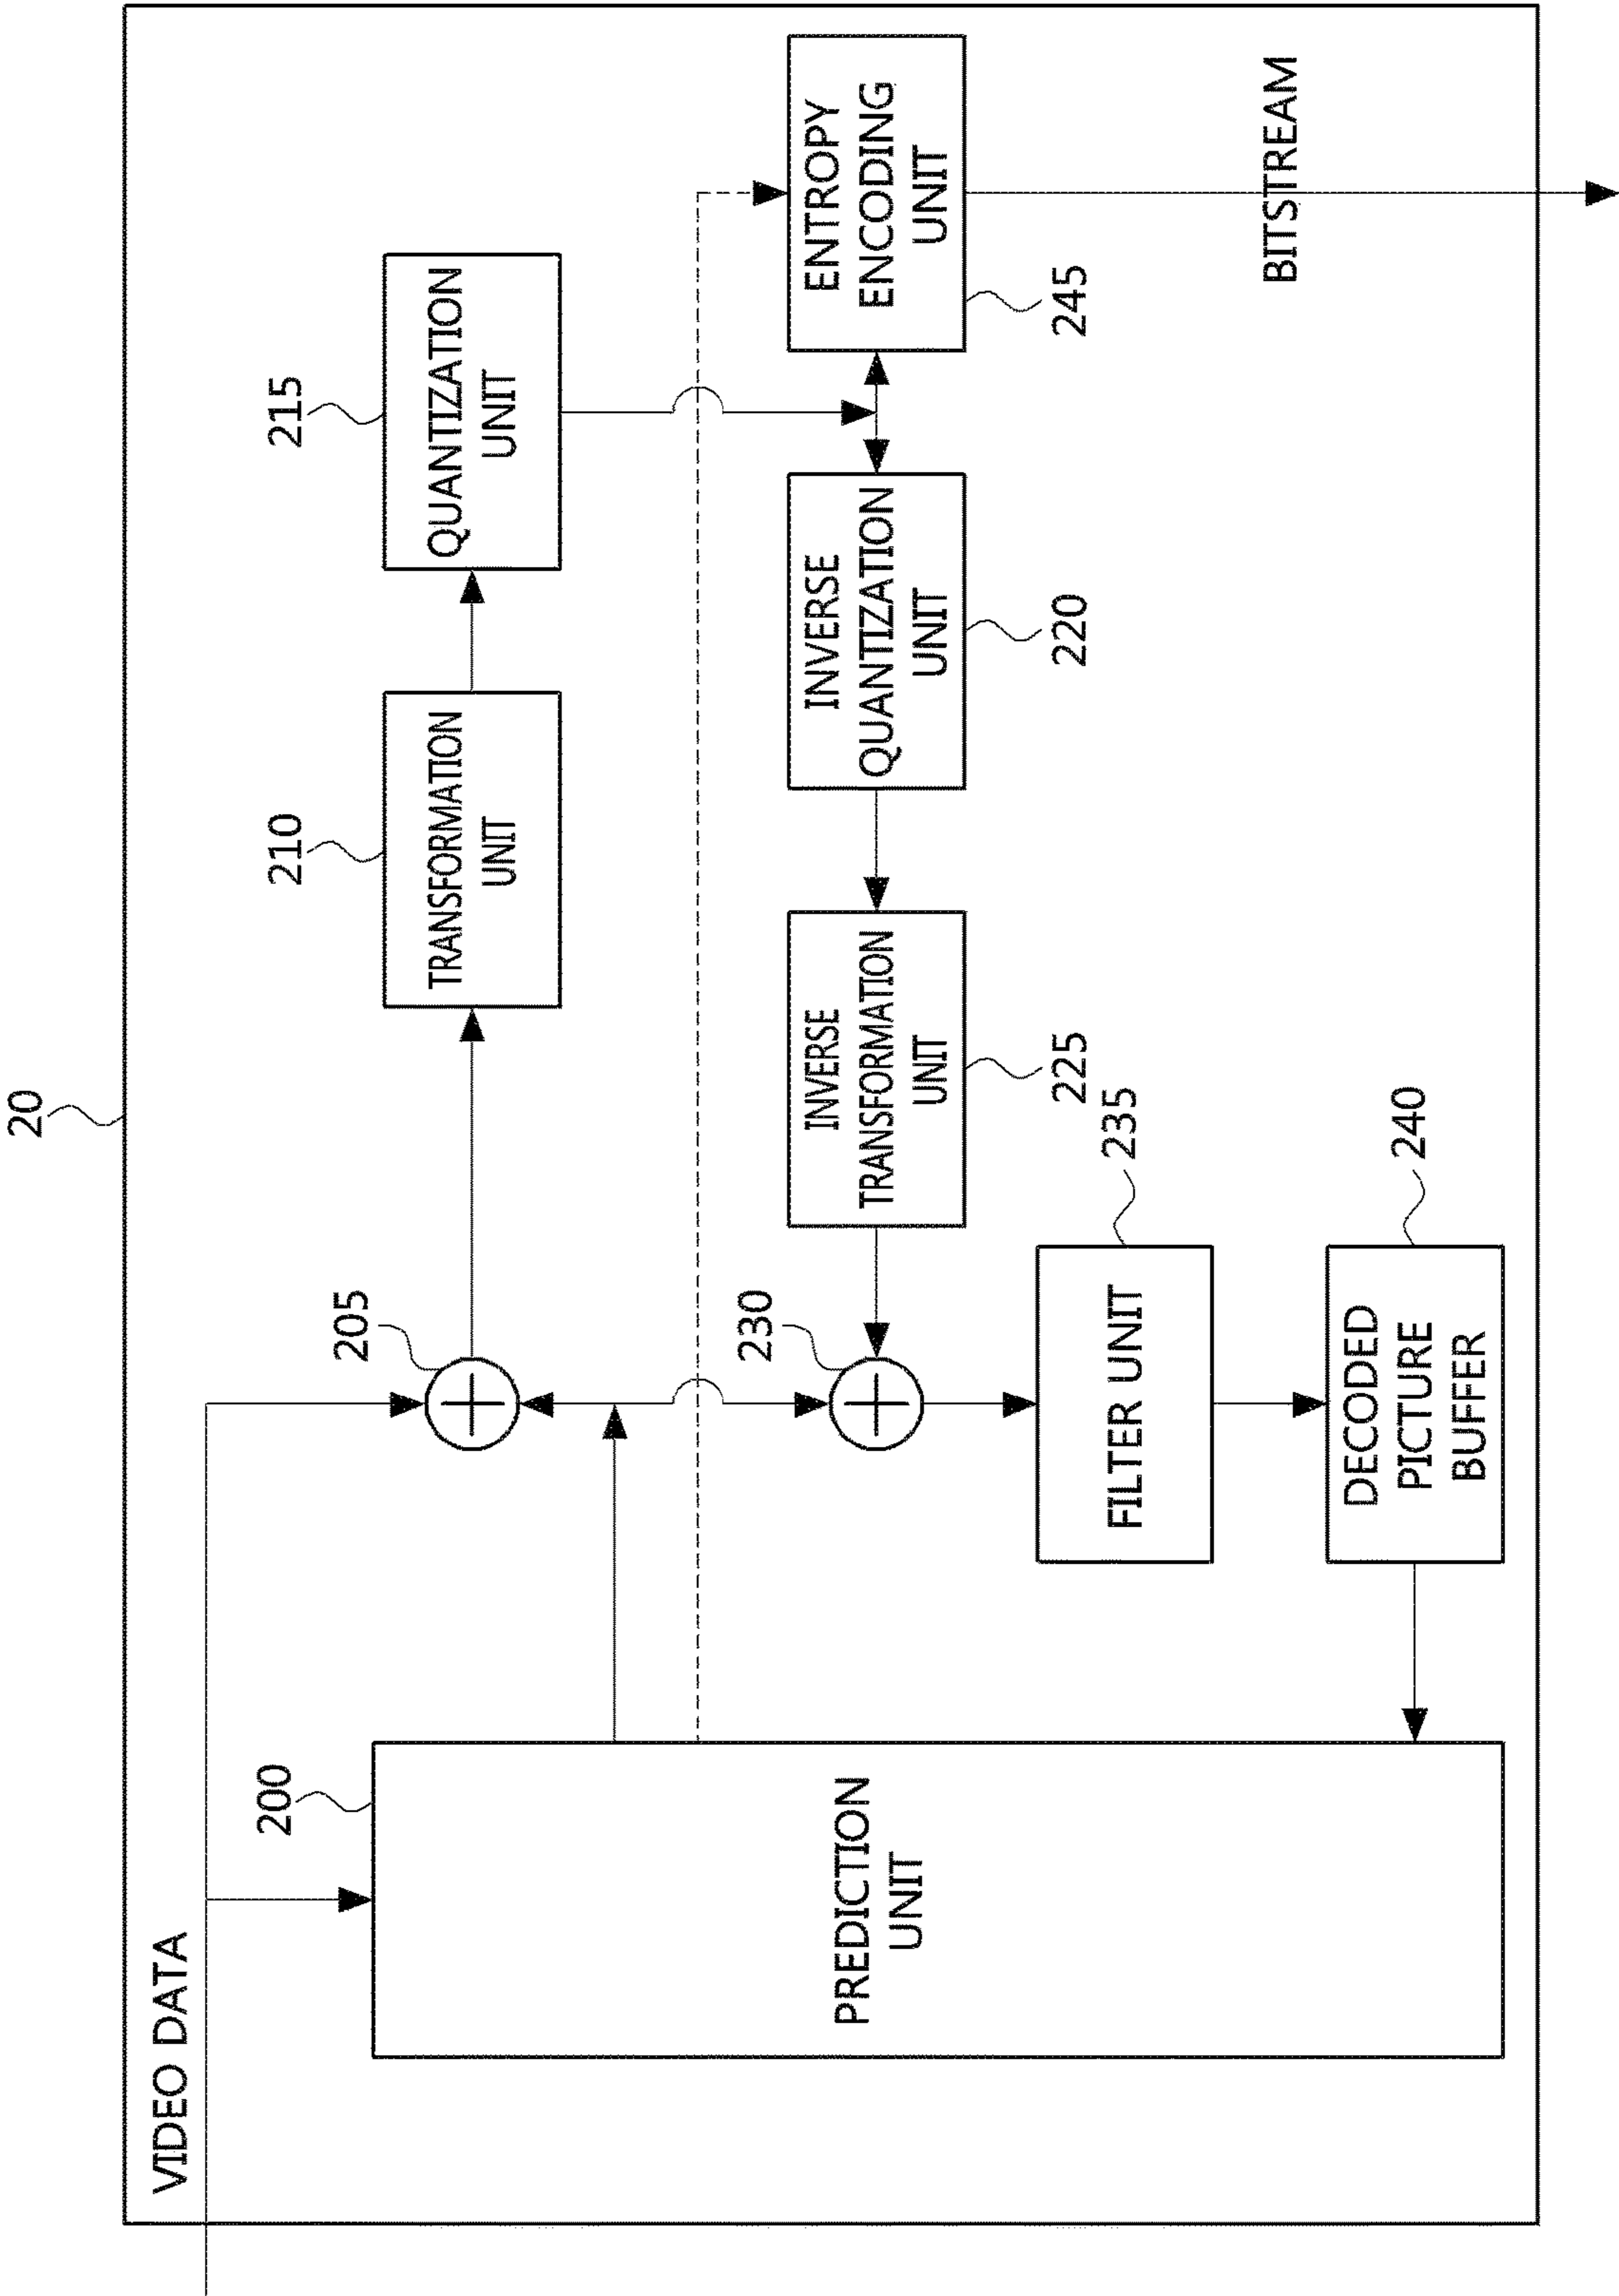 20
VIDEO DATA
200
PREDICTION
UNIT
205
210
TRANSFORMATION
UNIT
215
QUANTIZATION
UNIT
230
INVERSE
TRANSFORMATION
UNIT
225
INVERSE
QUANTIZATION
UNIT
220
ENTROPY
ENCODING
UNIT
245
FILTER UNIT
235
DECODED
PICTURE
BUFFER
240
BITSTREAM